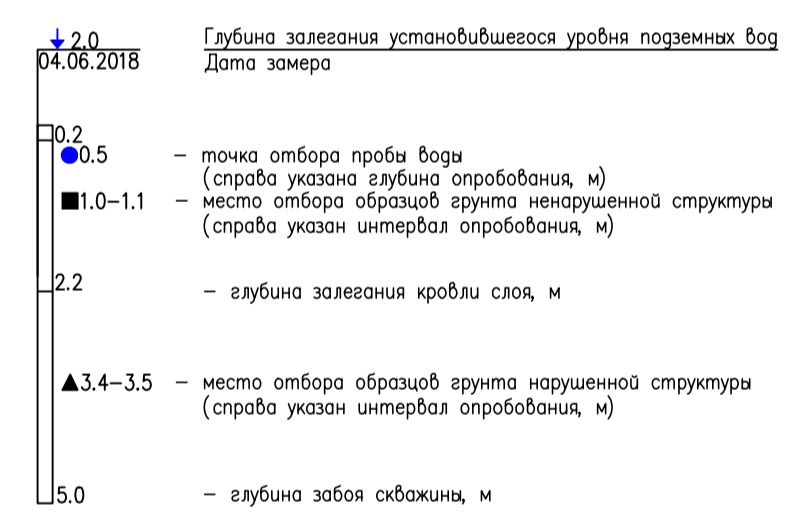 2.0 Глубина залегания установившегося уровня подземных вод
04.06.2018 Дата замера
0.2
0.5 – точка отбора пробы воды
(справа указана глубина опробования, м)
1.0–1.1 – место отбора образцов грунта ненарушенной структуры
(справа указан интервал опробования, м)
2.2 – глубина залегания кровли слоя, м
3.4–3.5 – место отбора образцов грунта нарушенной структуры
(справа указан интервал опробования, м)
5.0 – глубина забоя скважины, м